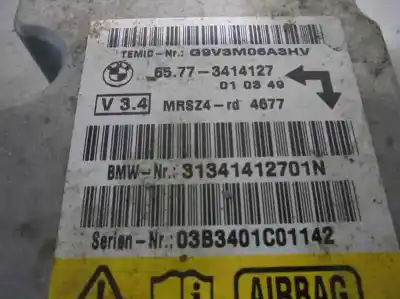 TEMIC-Nr.: G9V3M06A3HV
65.77-3414127
01 03 49
V 3.4 MRSZ4-rd 4677
BMW-Nr.: 31341412701N
Serien-Nr.: 03B3401C01142
AIRBAG